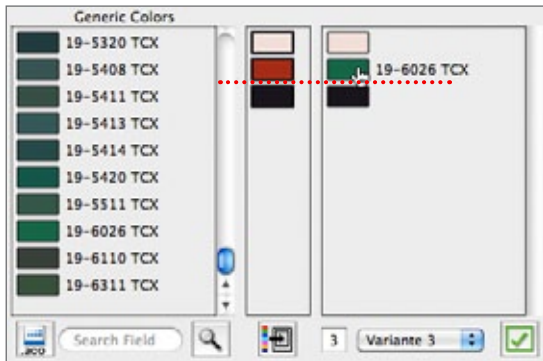 Generic Colors
19-5320 TCX
19-5408 TCX
19-6026 TCX
19-5411 TCX
19-5413 TCX
19-5414 TCX
19-5420 TCX
19-5511 TCX
19-6026 TCX
19-6110 TCX
19-6311 TCX
.aco
Search Field
3
Variante 3